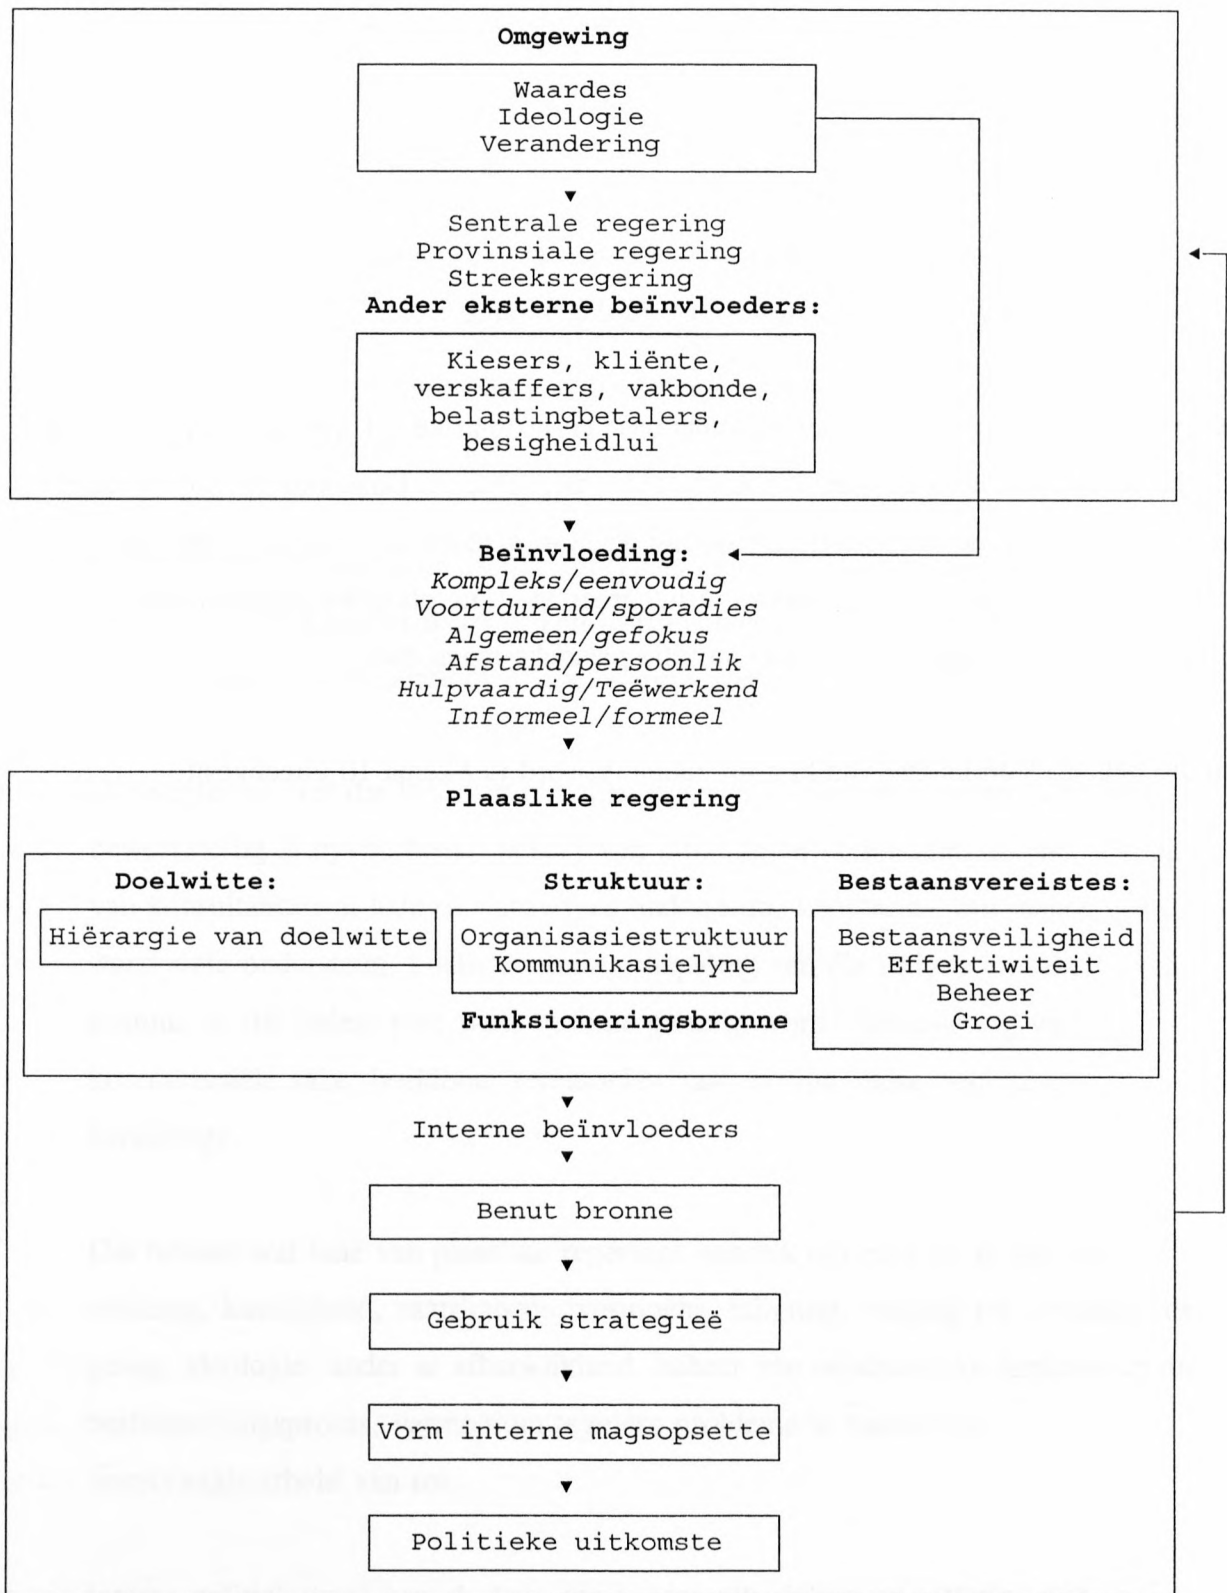 Omgewing
Waardes
Ideologie
Verandering
Sentrale regering
Provinsiale regering
Streeksregering
Ander eksterne beïnvloeders:
Kiesers, kliënte,
verskaffers, vakbonde,
belastingbetalers,
besigheidlui
Beïnvloeding:
Kompleks/eenvoudig
Voortdurend/sporadies
Algemeen/gefokus
Afstand/persoonlik
Hulpvaardig/Teëwerkend
Informeel/formeel
Plaaslike regering
Doelwitte:
Hiërargie van doelwitte
Struktuur:
Organisasiestruktuur
Kommunikasielyne
Funksioneringsbronne
Bestaansvereistes:
Bestaansveiligheid
Effektiwiteit
Beheer
Groei
Interne beïnvloeders
Benut bronne
Gebruik strategieë
Vorm interne magsopsette
Politieke uitkomste